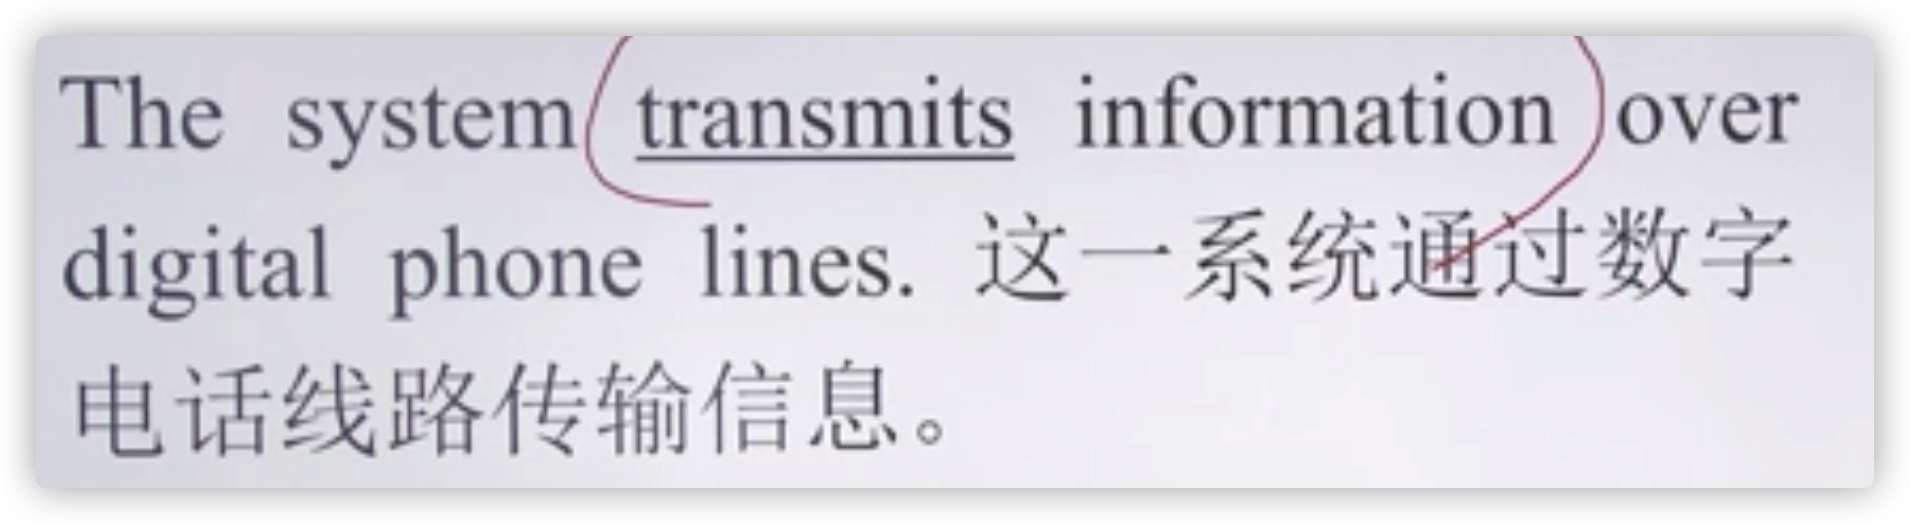 The system transmits information over
digital phone lines. 这一系统通过数字
电话线路传输信息。